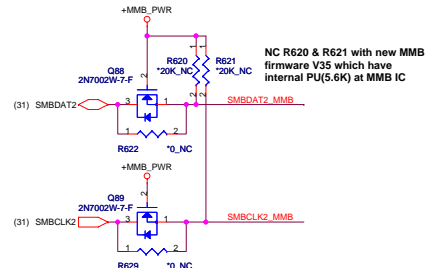 +MMB_PWR
R620
*20K_NC
R621
*20K_NC
NC R620 & R621 with new MMB
firmware V35 which have
internal PU(5.6K) at MMB IC
Q88
2N7002W-7-F
2
1
1
2
2
(31) SMBDAT2
3
1
SMBDAT2_MMB
1
2
R622
*0_NC
+MMB_PWR
Q89
2N7002W-7-F
2
(31) SMBCLK2
3
1
SMBCLK2_MMB
1
2
R629
*0_NC